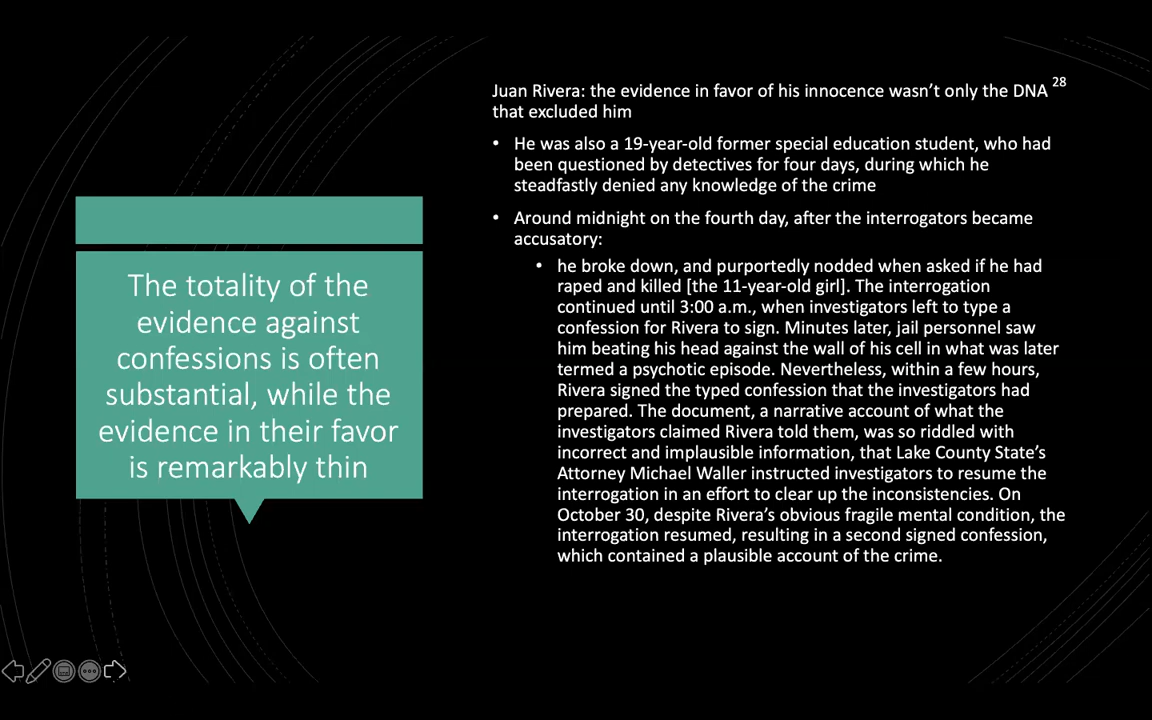 The totality of the
evidence against
confessions is often
substantial, while the
evidence in their favor
is remarkably thin
28
Juan Rivera: the evidence in favor of his innocence wasn’t only the DNA
that excluded him
• He was also a 19-year-old former special education student, who had
been questioned by detectives for four days, during which he
steadfastly denied any knowledge of the crime
• Around midnight on the fourth day, after the interrogators became
accusatory:
• he broke down, and purportedly nodded when asked if he had
raped and killed [the 11-year-old girl]. The interrogation
continued until 3:00 a.m., when investigators left to type a
confession for Rivera to sign. Minutes later, jail personnel saw
him beating his head against the wall of his cell in what was later
termed a psychotic episode. Nevertheless, within a few hours,
Rivera signed the typed confession that the investigators had
prepared. The document, a narrative account of what the
investigators claimed Rivera told them, was so riddled with
incorrect and implausible information, that Lake County State’s
Attorney Michael Waller instructed investigators to resume the
interrogation in an effort to clear up the inconsistencies. On
October 30, despite Rivera’s obvious fragile mental condition, the
interrogation resumed, resulting in a second signed confession,
which contained a plausible account of the crime.